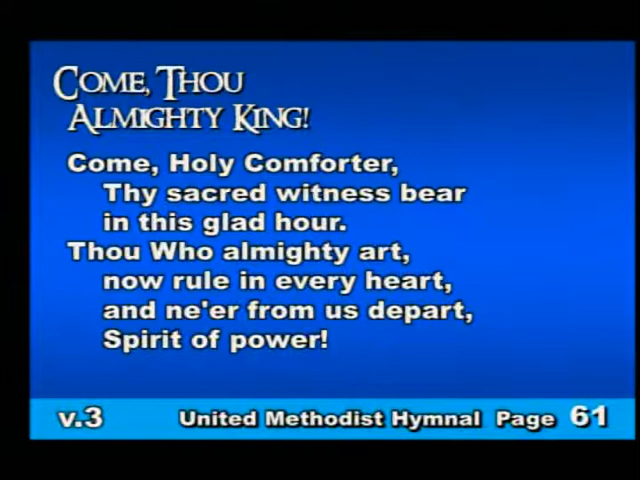 Come, Thou
Almighty King!
Come, Holy Comforter,
Thy sacred witness bear
in this glad hour.
Thou Who almighty art,
now rule in every heart,
and ne'er from us depart,
Spirit of power!
v.3 United Methodist Hymnal Page 61